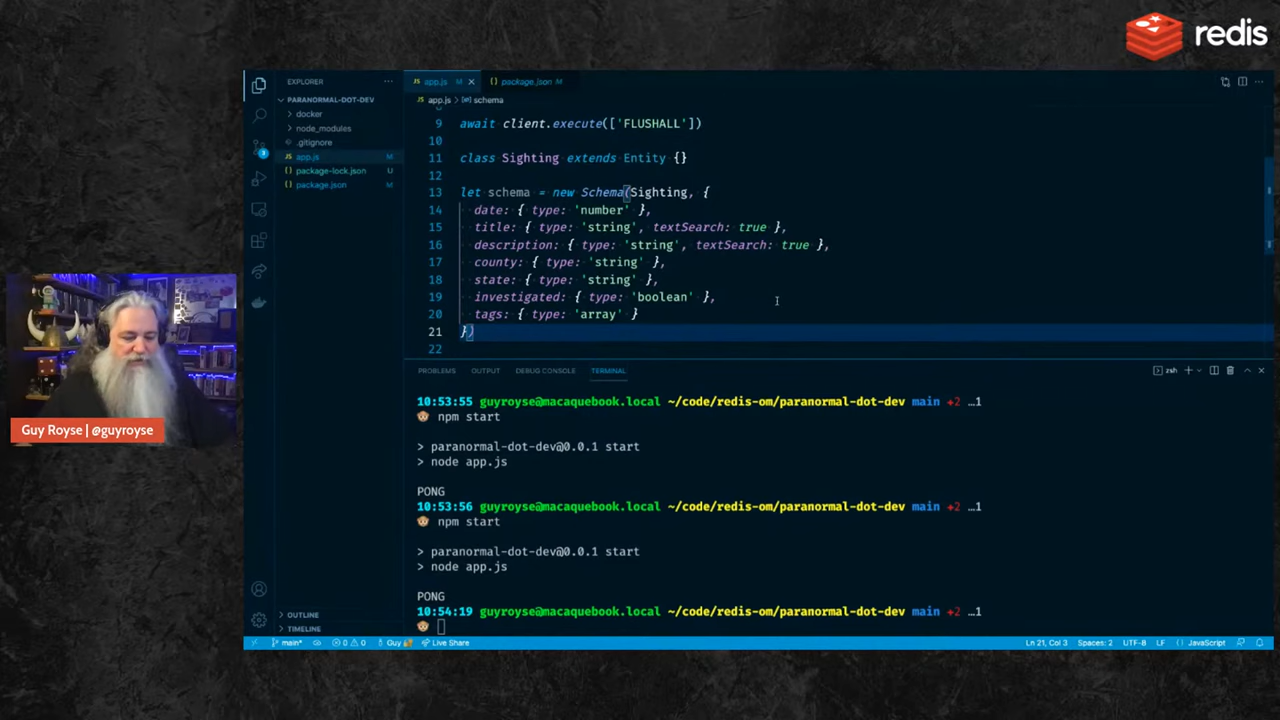 redis
EXPLORER
PARANORMAL-DOT-DEV
docker
node_modules
.gitignore
app.js M
package-lock.json U
package.json M
OUTLINE
TIMELINE
3
app.js M
package.json M
app.js > schema
9 await client.execute(['FLUSHALL'])
10
11 class Sighting extends Entity {}
12
13 let schema = new Schema(Sighting, {
14 date: { type: 'number' },
15 title: { type: 'string', textSearch: true },
16 description: { type: 'string', textSearch: true },
17 county: { type: 'string' },
18 state: { type: 'string' },
19 investigated: { type: 'boolean' },
20 tags: { type: 'array' }
21 })
22
PROBLEMS OUTPUT DEBUG CONSOLE TERMINAL
zsh
10:53:55 guyroyse@macaquebook.local ~/code/redis-om/paranormal-dot-dev main +2 …1
npm start
> paranormal-dot-dev@0.0.1 start
> node app.js
PONG
10:53:56 guyroyse@macaquebook.local ~/code/redis-om/paranormal-dot-dev main +2 …1
npm start
> paranormal-dot-dev@0.0.1 start
> node app.js
PONG
10:54:19 guyroyse@macaquebook.local ~/code/redis-om/paranormal-dot-dev main +2 …1
main* 0 0 Guy Live Share
Ln 21, Col 3 Spaces: 2 UTF-8 LF JavaScript
Guy Royse | @guyroyse